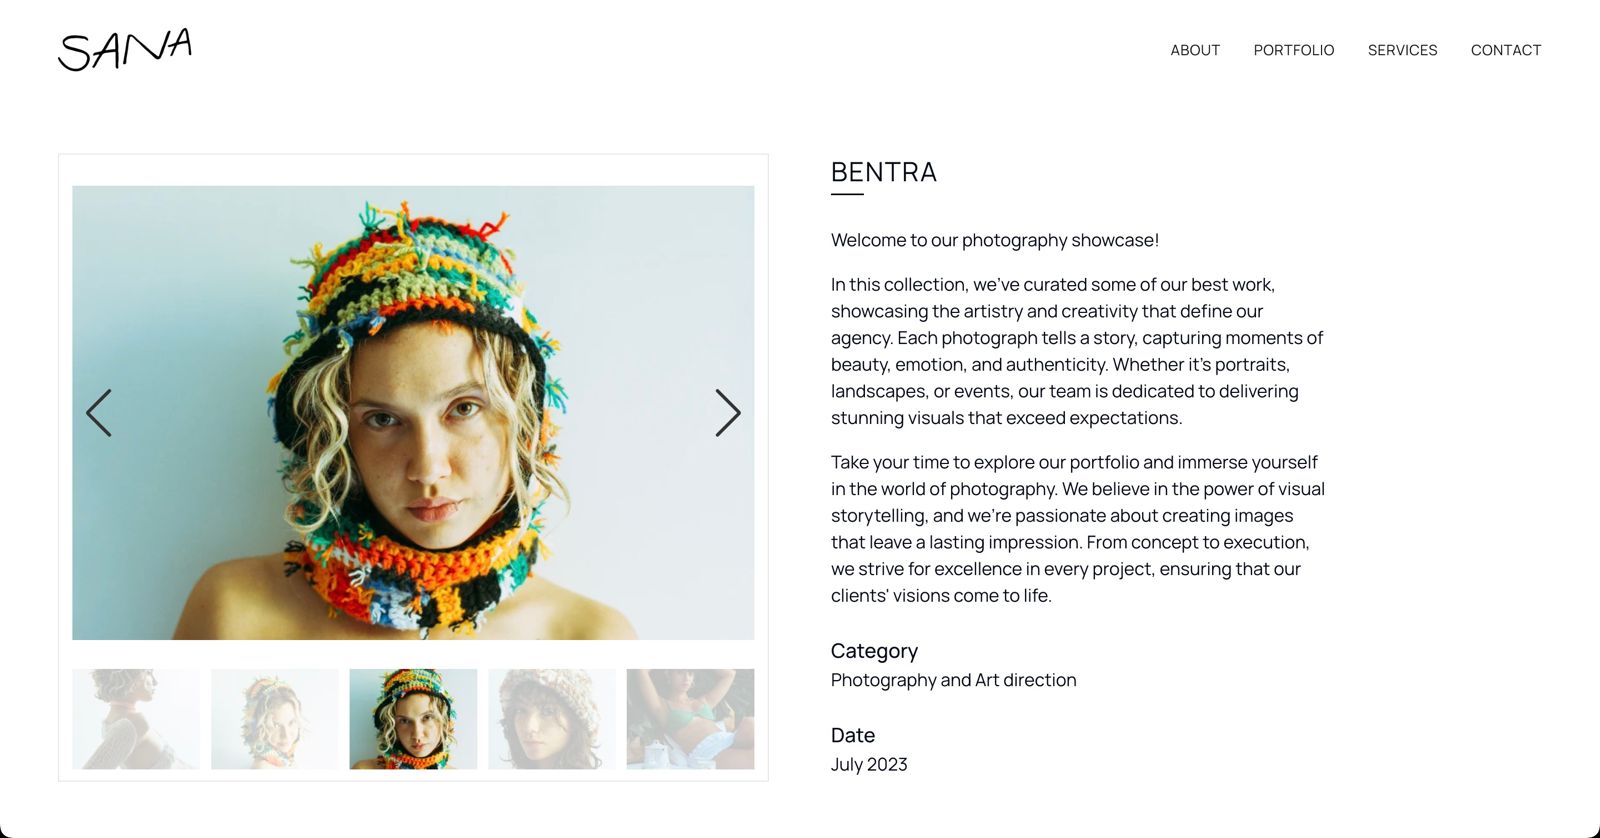 SANA
ABOUT PORTFOLIO SERVICES CONTACT
BENTRA
Welcome to our photography showcase!
In this collection, we've curated some of our best work,
showcasing the artistry and creativity that define our
agency. Each photograph tells a story, capturing moments of
beauty, emotion, and authenticity. Whether it's portraits,
landscapes, or events, our team is dedicated to delivering
stunning visuals that exceed expectations.
Take your time to explore our portfolio and immerse yourself
in the world of photography. We believe in the power of visual
storytelling, and we're passionate about creating images
that leave a lasting impression. From concept to execution,
we strive for excellence in every project, ensuring that our
clients' visions come to life.
Category
Photography and Art direction
Date
July 2023